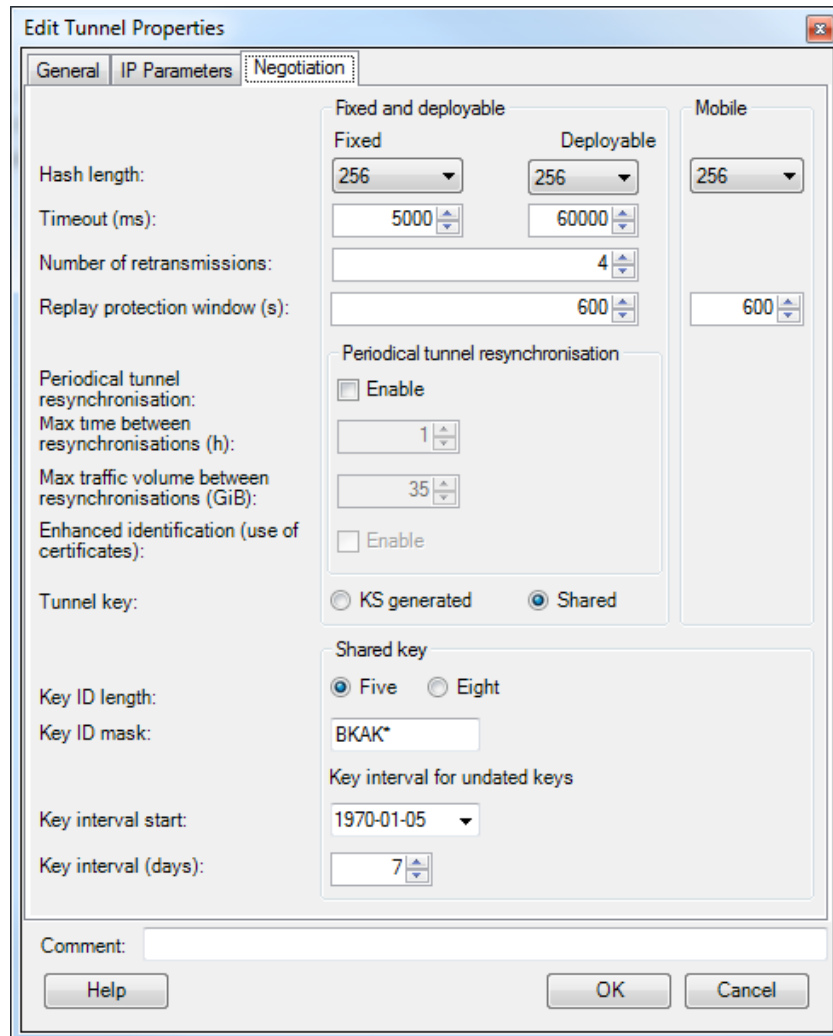 Edit Tunnel Properties
General IP Parameters Negotiation
Fixed and deployable Mobile
Fixed Deployable
Hash length: 256 256 256
Timeout (ms): 5000 60000
Number of retransmissions: 4
Replay protection window (s): 600 600
Periodical tunnel resynchronisation
Periodical tunnel
resynchronisation: Enable
Max time between
resynchronisations (h): 1
Max traffic volume between
resynchronisations (GiB): 35
Enhanced identification (use of
certificates): Enable
Tunnel key: KS generated Shared
Shared key
Key ID length: Five Eight
Key ID mask: BKAK*
Key interval for undated keys
Key interval start: 1970-01-05
Key interval (days): 7
Comment:
Help OK Cancel